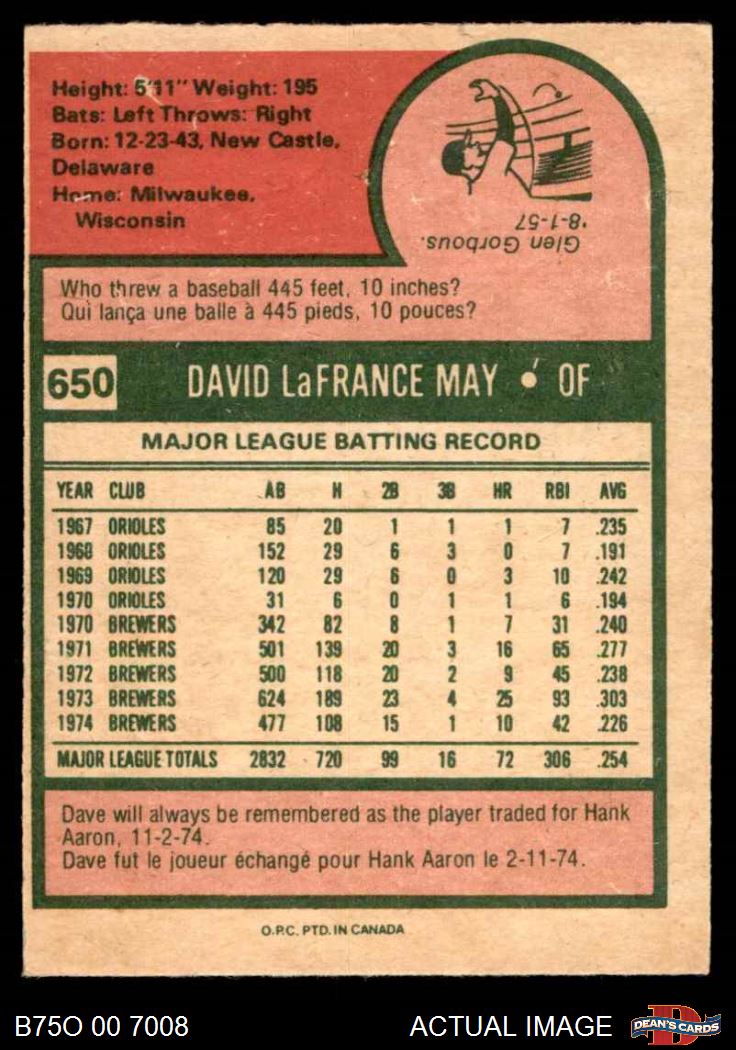 Height: 5'11" Weight: 195
Bats: Left Throws: Right
Born: 12-23-43, New Castle,
Delaware
Home: Milwaukee,
Wisconsin
Glen Gorbous.
'8-1-57
Who threw a baseball 445 feet, 10 inches?
Qui lança une balle à 445 pieds, 10 pouces?
650 DAVID LaFRANCE MAY • OF
MAJOR LEAGUE BATTING RECORD
YEAR CLUB AB H 2B 3B HR RBI AVG
1967 ORIOLES 85 20 1 1 1 7 .235
1968 ORIOLES 152 29 6 3 0 7 .191
1969 ORIOLES 120 29 6 0 3 10 .242
1970 ORIOLES 31 6 0 1 1 6 .194
1970 BREWERS 342 82 8 1 7 31 .240
1971 BREWERS 501 139 20 3 16 65 .277
1972 BREWERS 500 118 20 2 9 45 .238
1973 BREWERS 624 189 23 4 25 93 .303
1974 BREWERS 477 108 15 1 10 42 .226
MAJOR LEAGUE TOTALS 2832 720 99 16 72 306 .254
Dave will always be remembered as the player traded for Hank
Aaron, 11-2-74.
Dave fut le joueur échangé pour Hank Aaron le 2-11-74.
O.P.C. PTD. IN CANADA
B75O 00 7008 ACTUAL IMAGE D DEAN'S CARDS